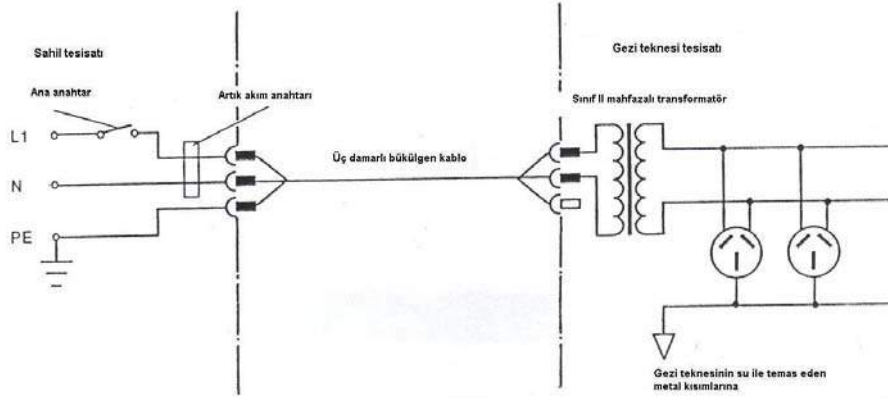 Sahil tesisatı
Gezi teknesi tesisatı
Ana anahtar
Artık akım anahtarı
Sınıf II mahfazalı transformatör
L1
Üç damarlı bükülgen kablo
N
PE
Gezi teknesinin su ile temas eden
metal kısımlarına